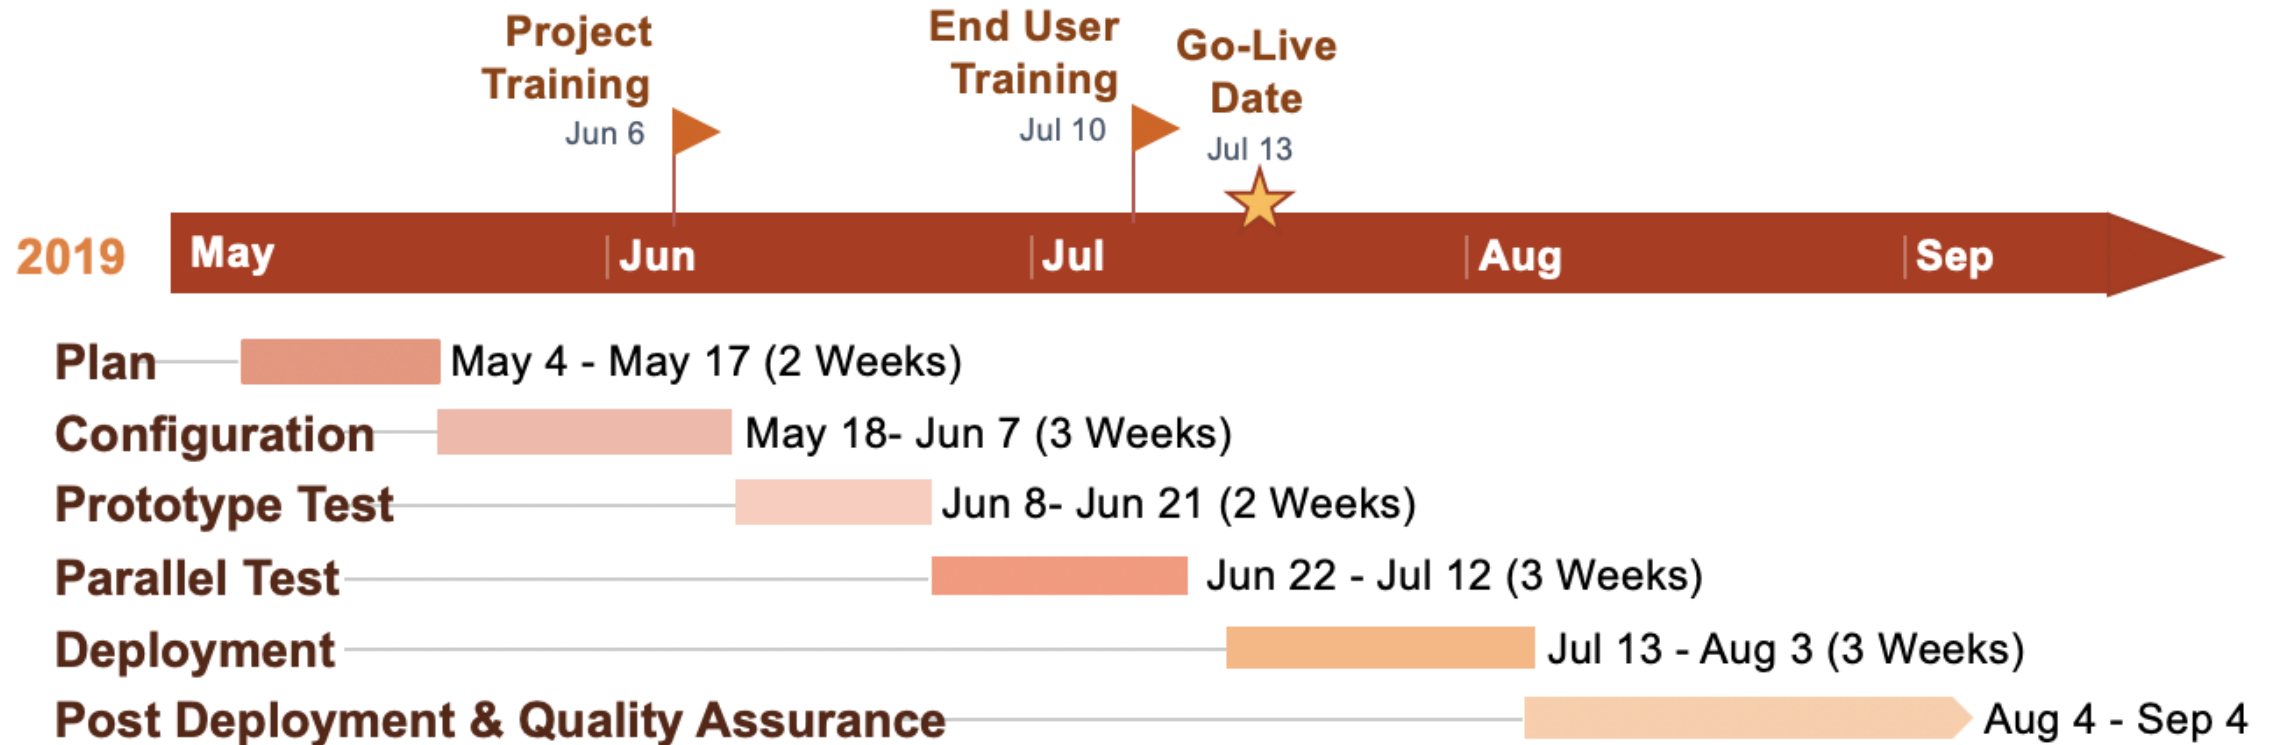 Project
Training
Jun 6
End User
Training
Jul 10
Go-Live
Date
Jul 13
2019
May
Jun
Jul
Aug
Sep
Plan
May 4 - May 17 (2 Weeks)
Configuration
May 18- Jun 7 (3 Weeks)
Prototype Test
Jun 8- Jun 21 (2 Weeks)
Parallel Test
Jun 22 - Jul 12 (3 Weeks)
Deployment
Jul 13 - Aug 3 (3 Weeks)
Post Deployment & Quality Assurance
Aug 4 - Sep 4